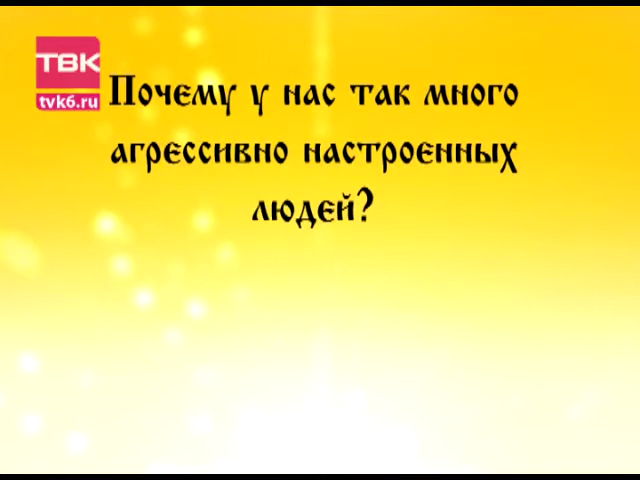 ТВК
tvk6.ru
Почему у нас так много
агрессивно настроенных
людей?